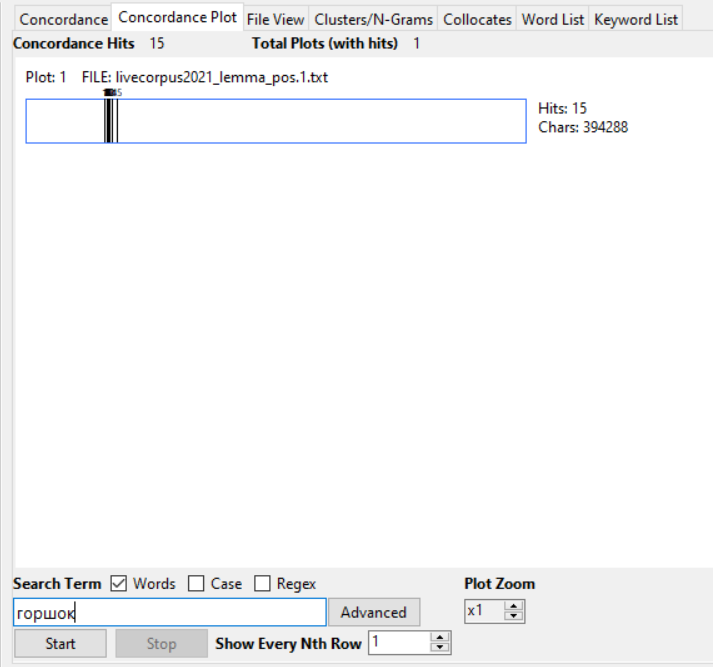 Concordance Concordance Plot File View Clusters/N-Grams Collocates Word List Keyword List
Concordance Hits 15 Total Plots (with hits) 1
Plot: 1 FILE: livecorpus2021_lemma_pos.1.txt
Hits: 15
Chars: 394288
Search Term Words Case Regex Plot Zoom
горшок Advanced x1
Start Stop Show Every Nth Row 1